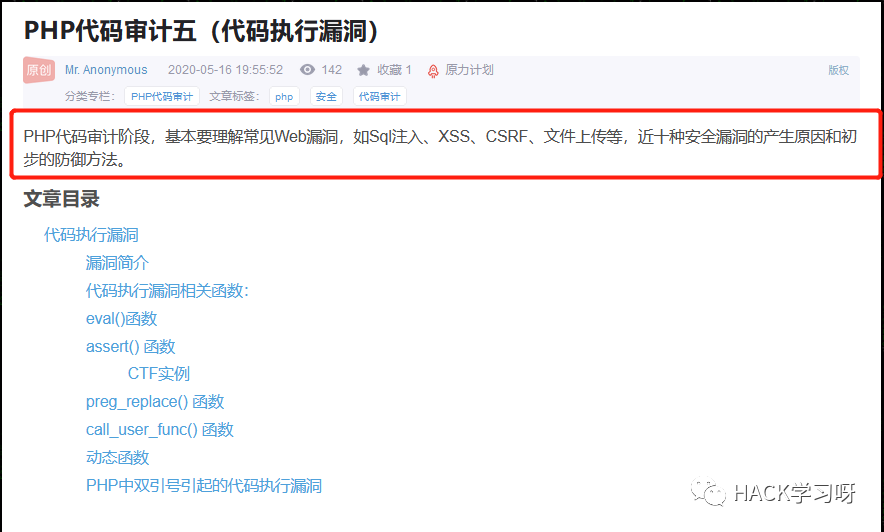 PHP代码审计五（代码执行漏洞）
原创 Mr. Anonymous 2020-05-16 19:55:52 142 收藏 1 原力计划 版权
分类专栏： PHP代码审计 文章标签： php 安全 代码审计
PHP代码审计阶段，基本要理解常见Web漏洞，如Sql注入、XSS、CSRF、文件上传等，近十种安全漏洞的产生原因和初
步的防御方法。
文章目录
代码执行漏洞
漏洞简介
代码执行漏洞相关函数：
eval()函数
assert() 函数
CTF实例
preg_replace() 函数
call_user_func() 函数
动态函数
PHP中双引号引起的代码执行漏洞
HACK学习呀